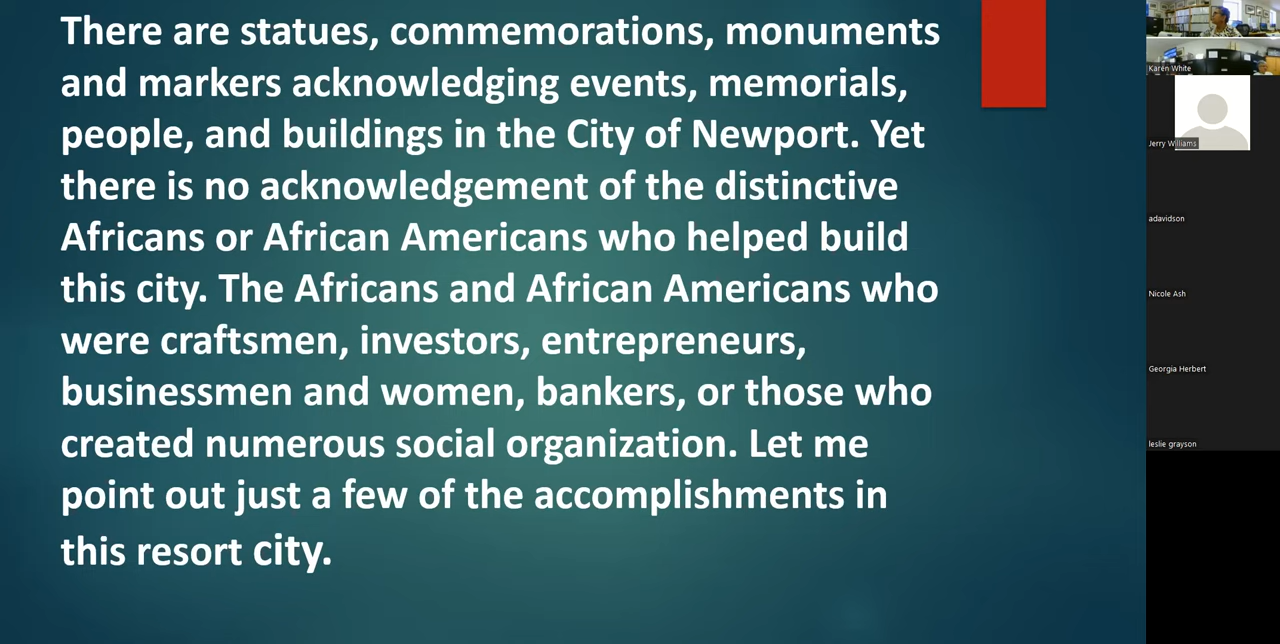 There are statues, commemorations, monuments
and markers acknowledging events, memorials,
people, and buildings in the City of Newport. Yet
there is no acknowledgement of the distinctive
Africans or African Americans who helped build
this city. The Africans and African Americans who
were craftsmen, investors, entrepreneurs,
businessmen and women, bankers, or those who
created numerous social organization. Let me
point out just a few of the accomplishments in
this resort city.
Karen White
Jerry Williams
adavidson
Nicole Ash
Georgia Herbert
leslie grayson